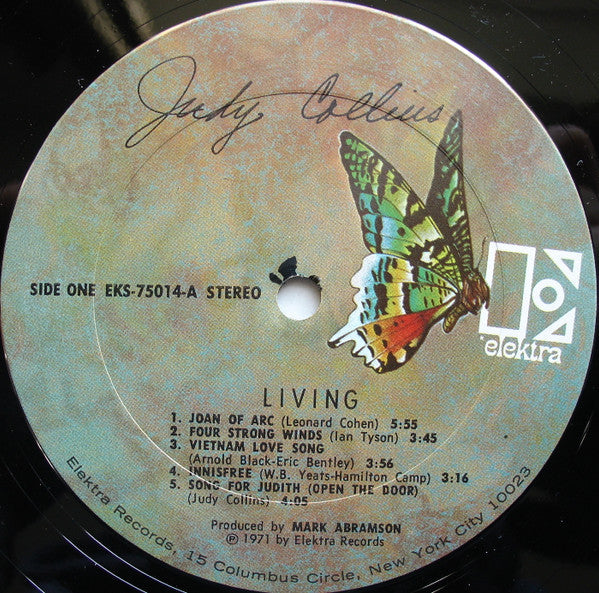 Judy Collins
SIDE ONE EKS-75014-A STEREO
elektra
LIVING
1. JOAN OF ARC (Leonard Cohen) 5:55
2. FOUR STRONG WINDS (Ian Tyson) 3:45
3. VIETNAM LOVE SONG
(Arnold Black-Eric Bentley) 3:56
4. INNISFREE (W.B. Yeats-Hamilton Camp) 3:16
5. SONG FOR JUDITH (OPEN THE DOOR)
(Judy Collins) 4:05
Produced by MARK ABRAMSON
℗ 1971 by Elektra Records
Elektra Records, 15 Columbus Circle, New York City 10023